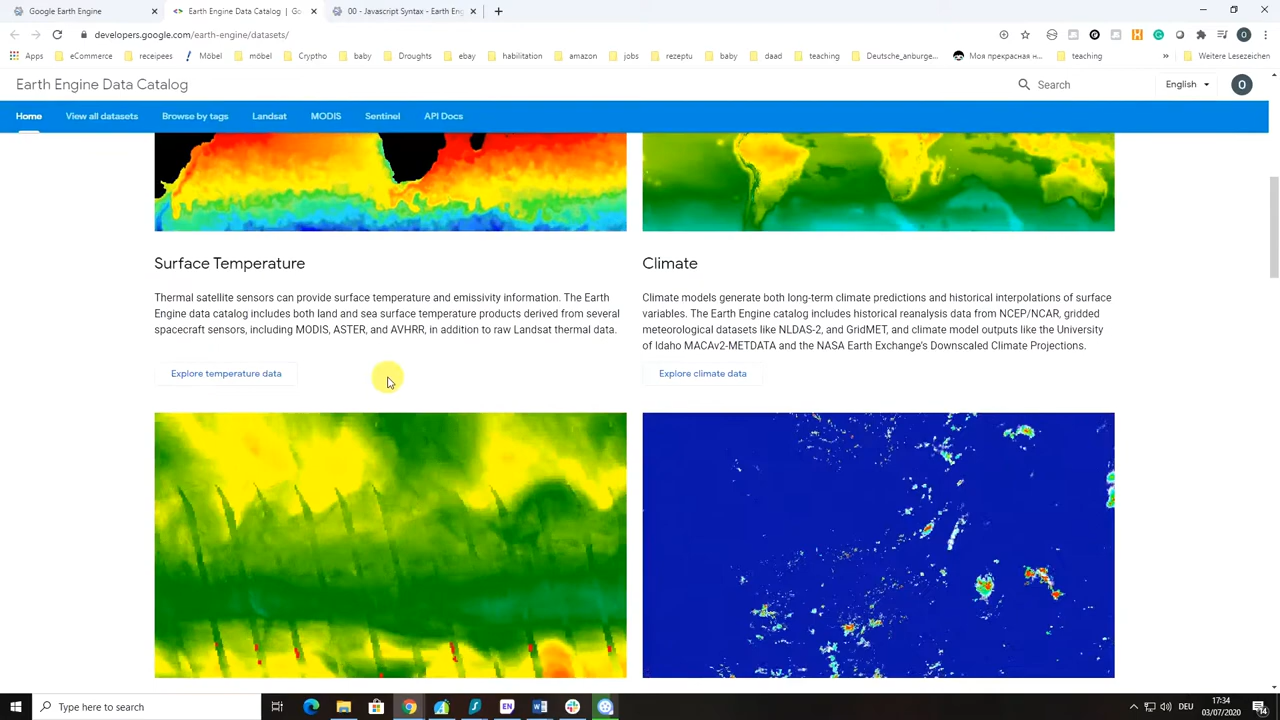 Google Earth Engine
Earth Engine Data Catalog | Go
00 - Javascript Syntax - Earth Eng
developers.google.com/earth-engine/datasets/
Apps eCommerce receipees Möbel möbel Cryptho baby Droughts ebay habilitation amazon jobs rezeptu baby daad teaching Deutsche_anburge... Моя прекрасная н... teaching » Weitere Lesezeichen
Earth Engine Data Catalog
Search
English
O
Home View all datasets Browse by tags Landsat MODIS Sentinel API Docs
Surface Temperature
Thermal satellite sensors can provide surface temperature and emissivity information. The Earth
Engine data catalog includes both land and sea surface temperature products derived from several
spacecraft sensors, including MODIS, ASTER, and AVHRR, in addition to raw Landsat thermal data.
Explore temperature data
Climate
Climate models generate both long-term climate predictions and historical interpolations of surface
variables. The Earth Engine catalog includes historical reanalysis data from NCEP/NCAR, gridded
meteorological datasets like NLDAS-2, and GridMET, and climate model outputs like the University
of Idaho MACAv2-METDATA and the NASA Earth Exchange's Downscaled Climate Projections.
Explore climate data
Type here to search
DEU
17:34
03/07/2020